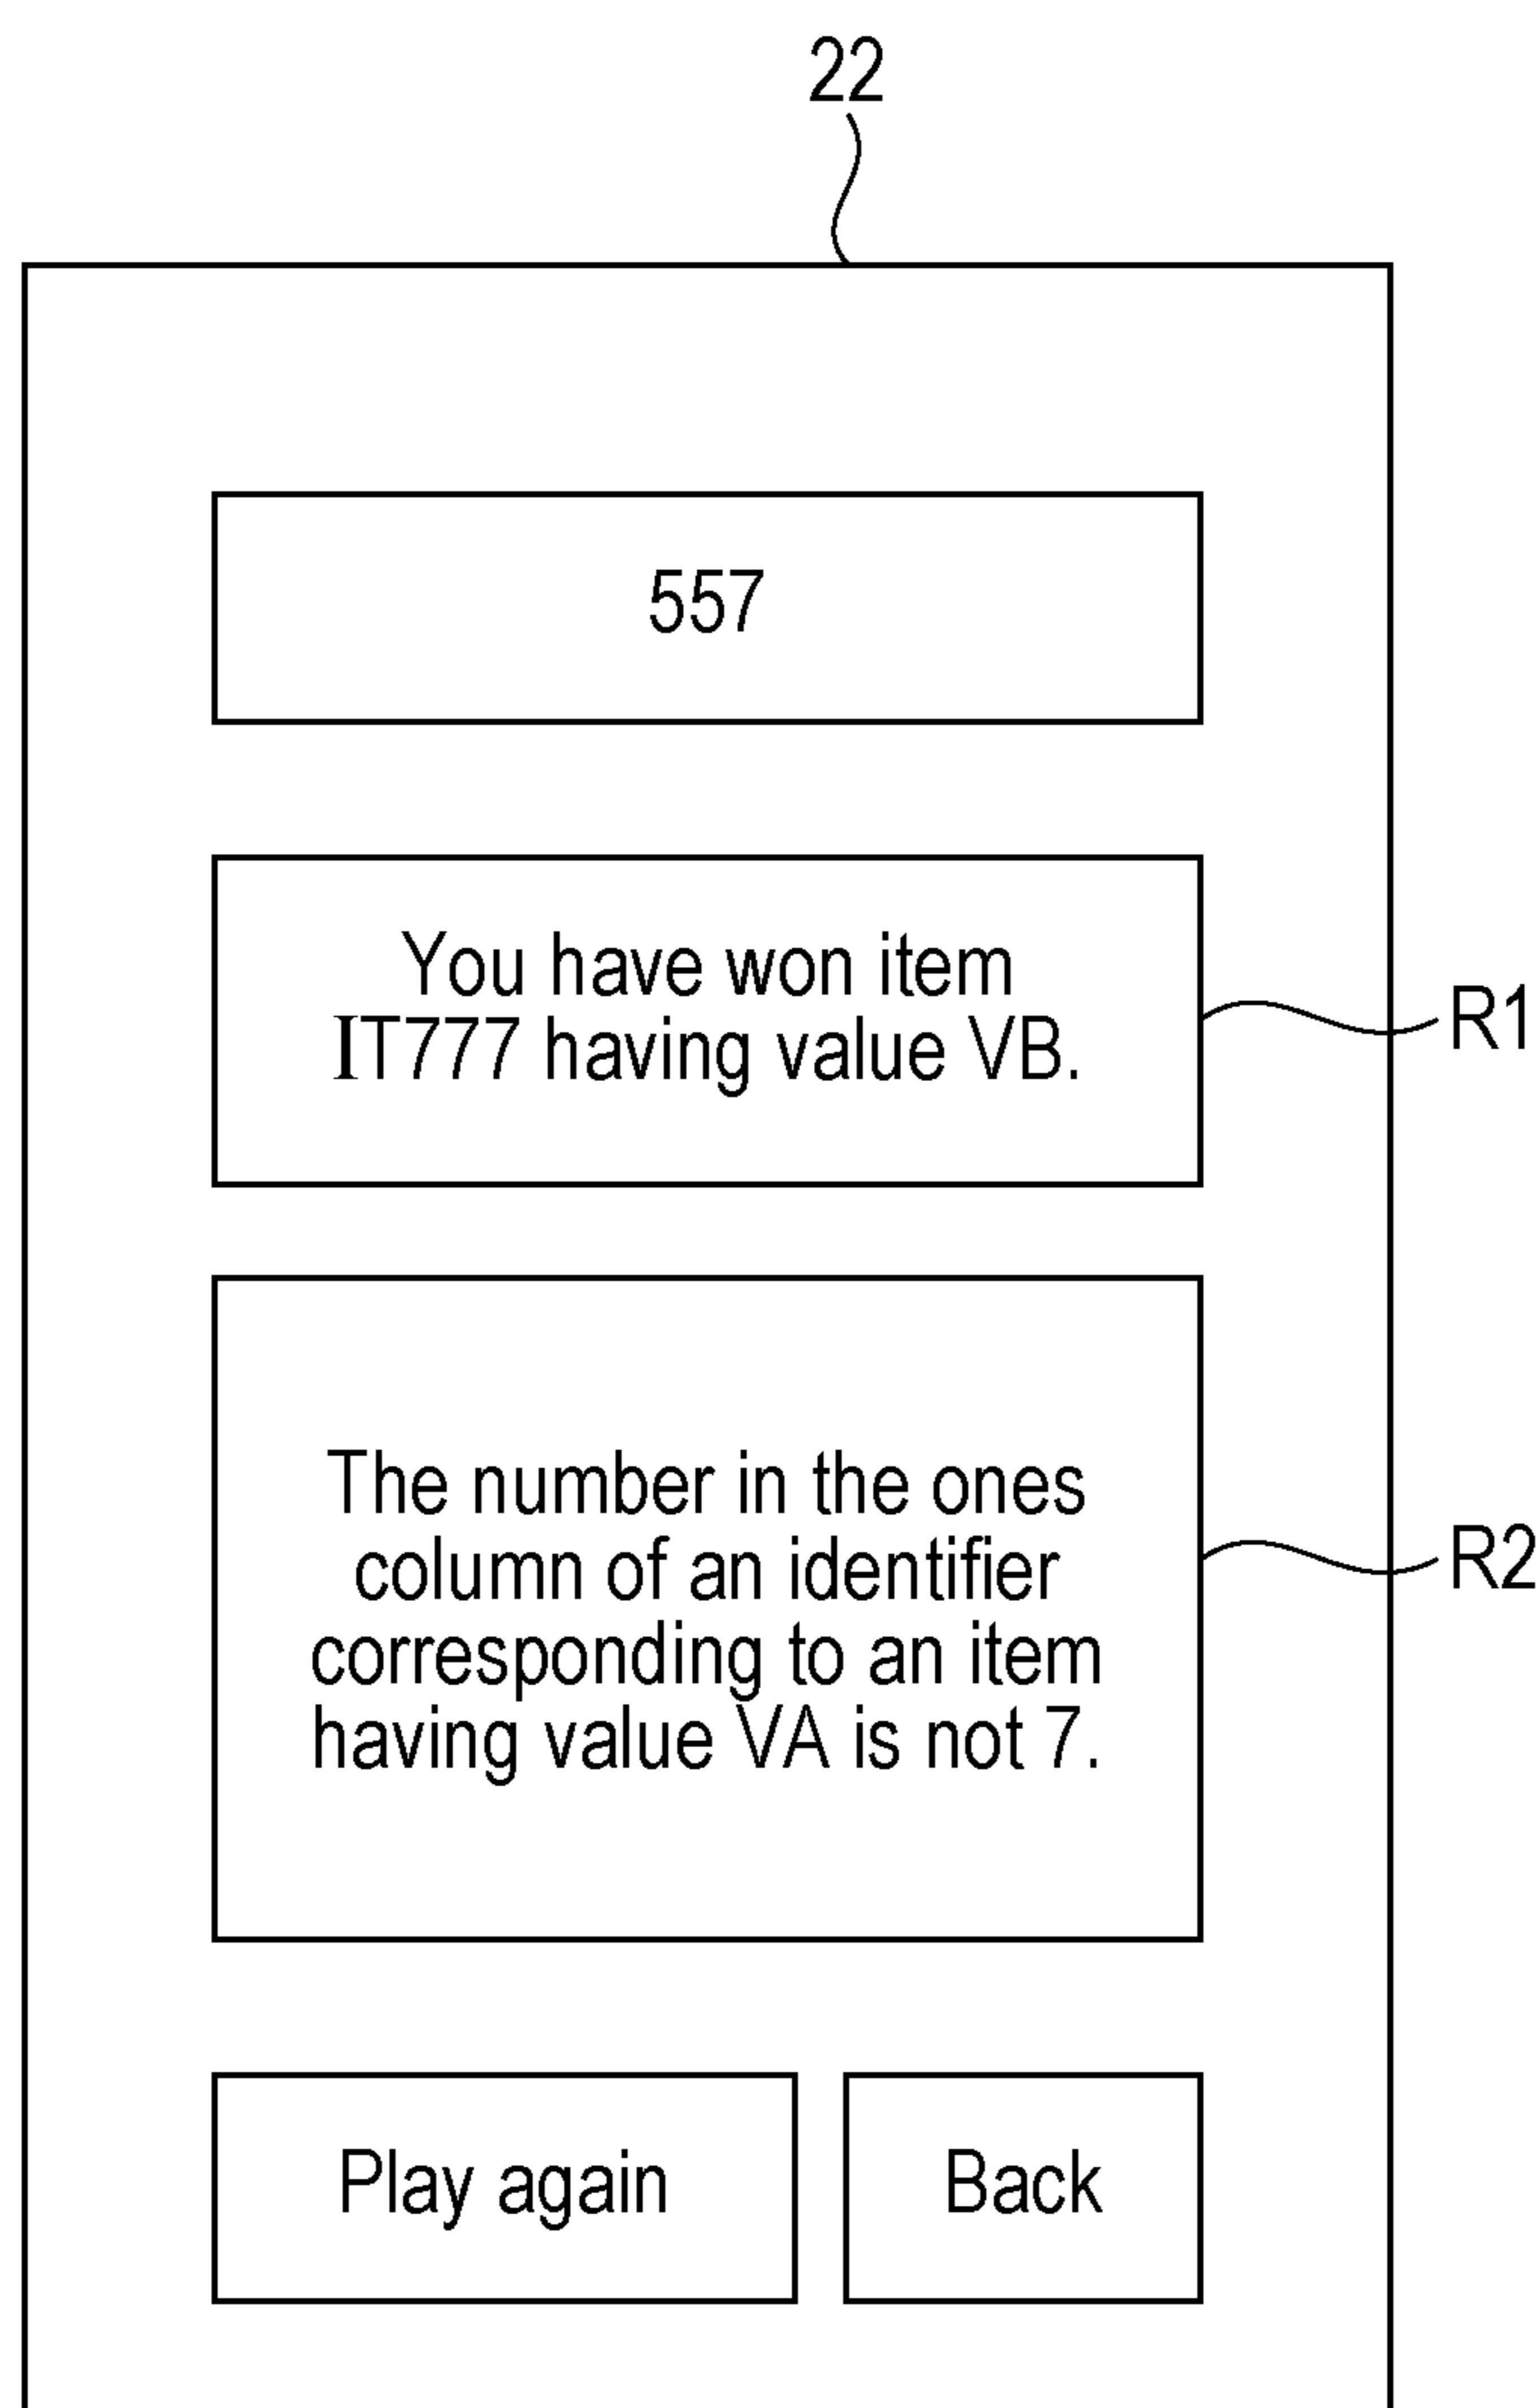 22
557
You have won item
IT777 having value VB.
R1
The number in the ones
column of an identifier
corresponding to an item
having value VA is not 7.
R2
Play again
Back